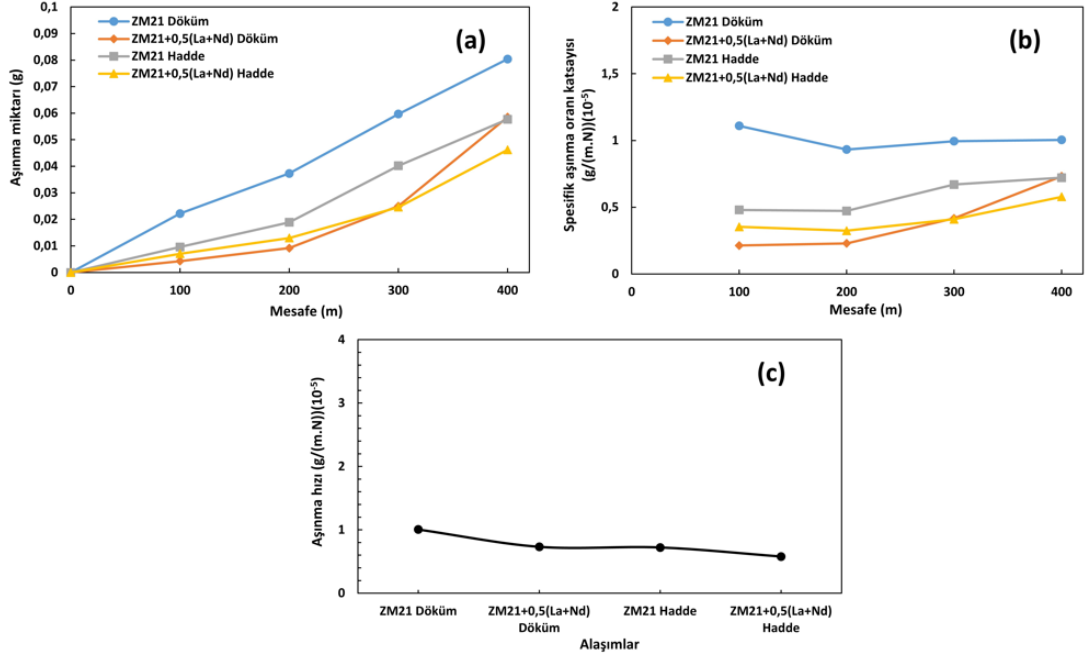 0,1
0,09
0,08
0,07
0,06
0,05
0,04
0,03
0,02
0,01
0
Aşınma miktarı (g)
ZM21 Döküm
ZM21+0,5(La+Nd) Döküm
ZM21 Hadde
ZM21+0,5(La+Nd) Hadde
(a)
0 100 200 300 400
Mesafe (m)
2
1,5
1
0,5
0
Spesifik aşınma oranı katsayısı
(g/(m.N))(10-5)
ZM21 Döküm
ZM21+0,5(La+Nd) Döküm
ZM21 Hadde
ZM21+0,5(La+Nd) Hadde
(b)
0 100 200 300 400
Mesafe (m)
4
3
2
1
0
Aşınma hızı (g/(m.N))(10-5)
(c)
ZM21 Döküm
ZM21+0,5(La+Nd)
Döküm
ZM21 Hadde
ZM21+0,5(La+Nd)
Hadde
Alaşımlar